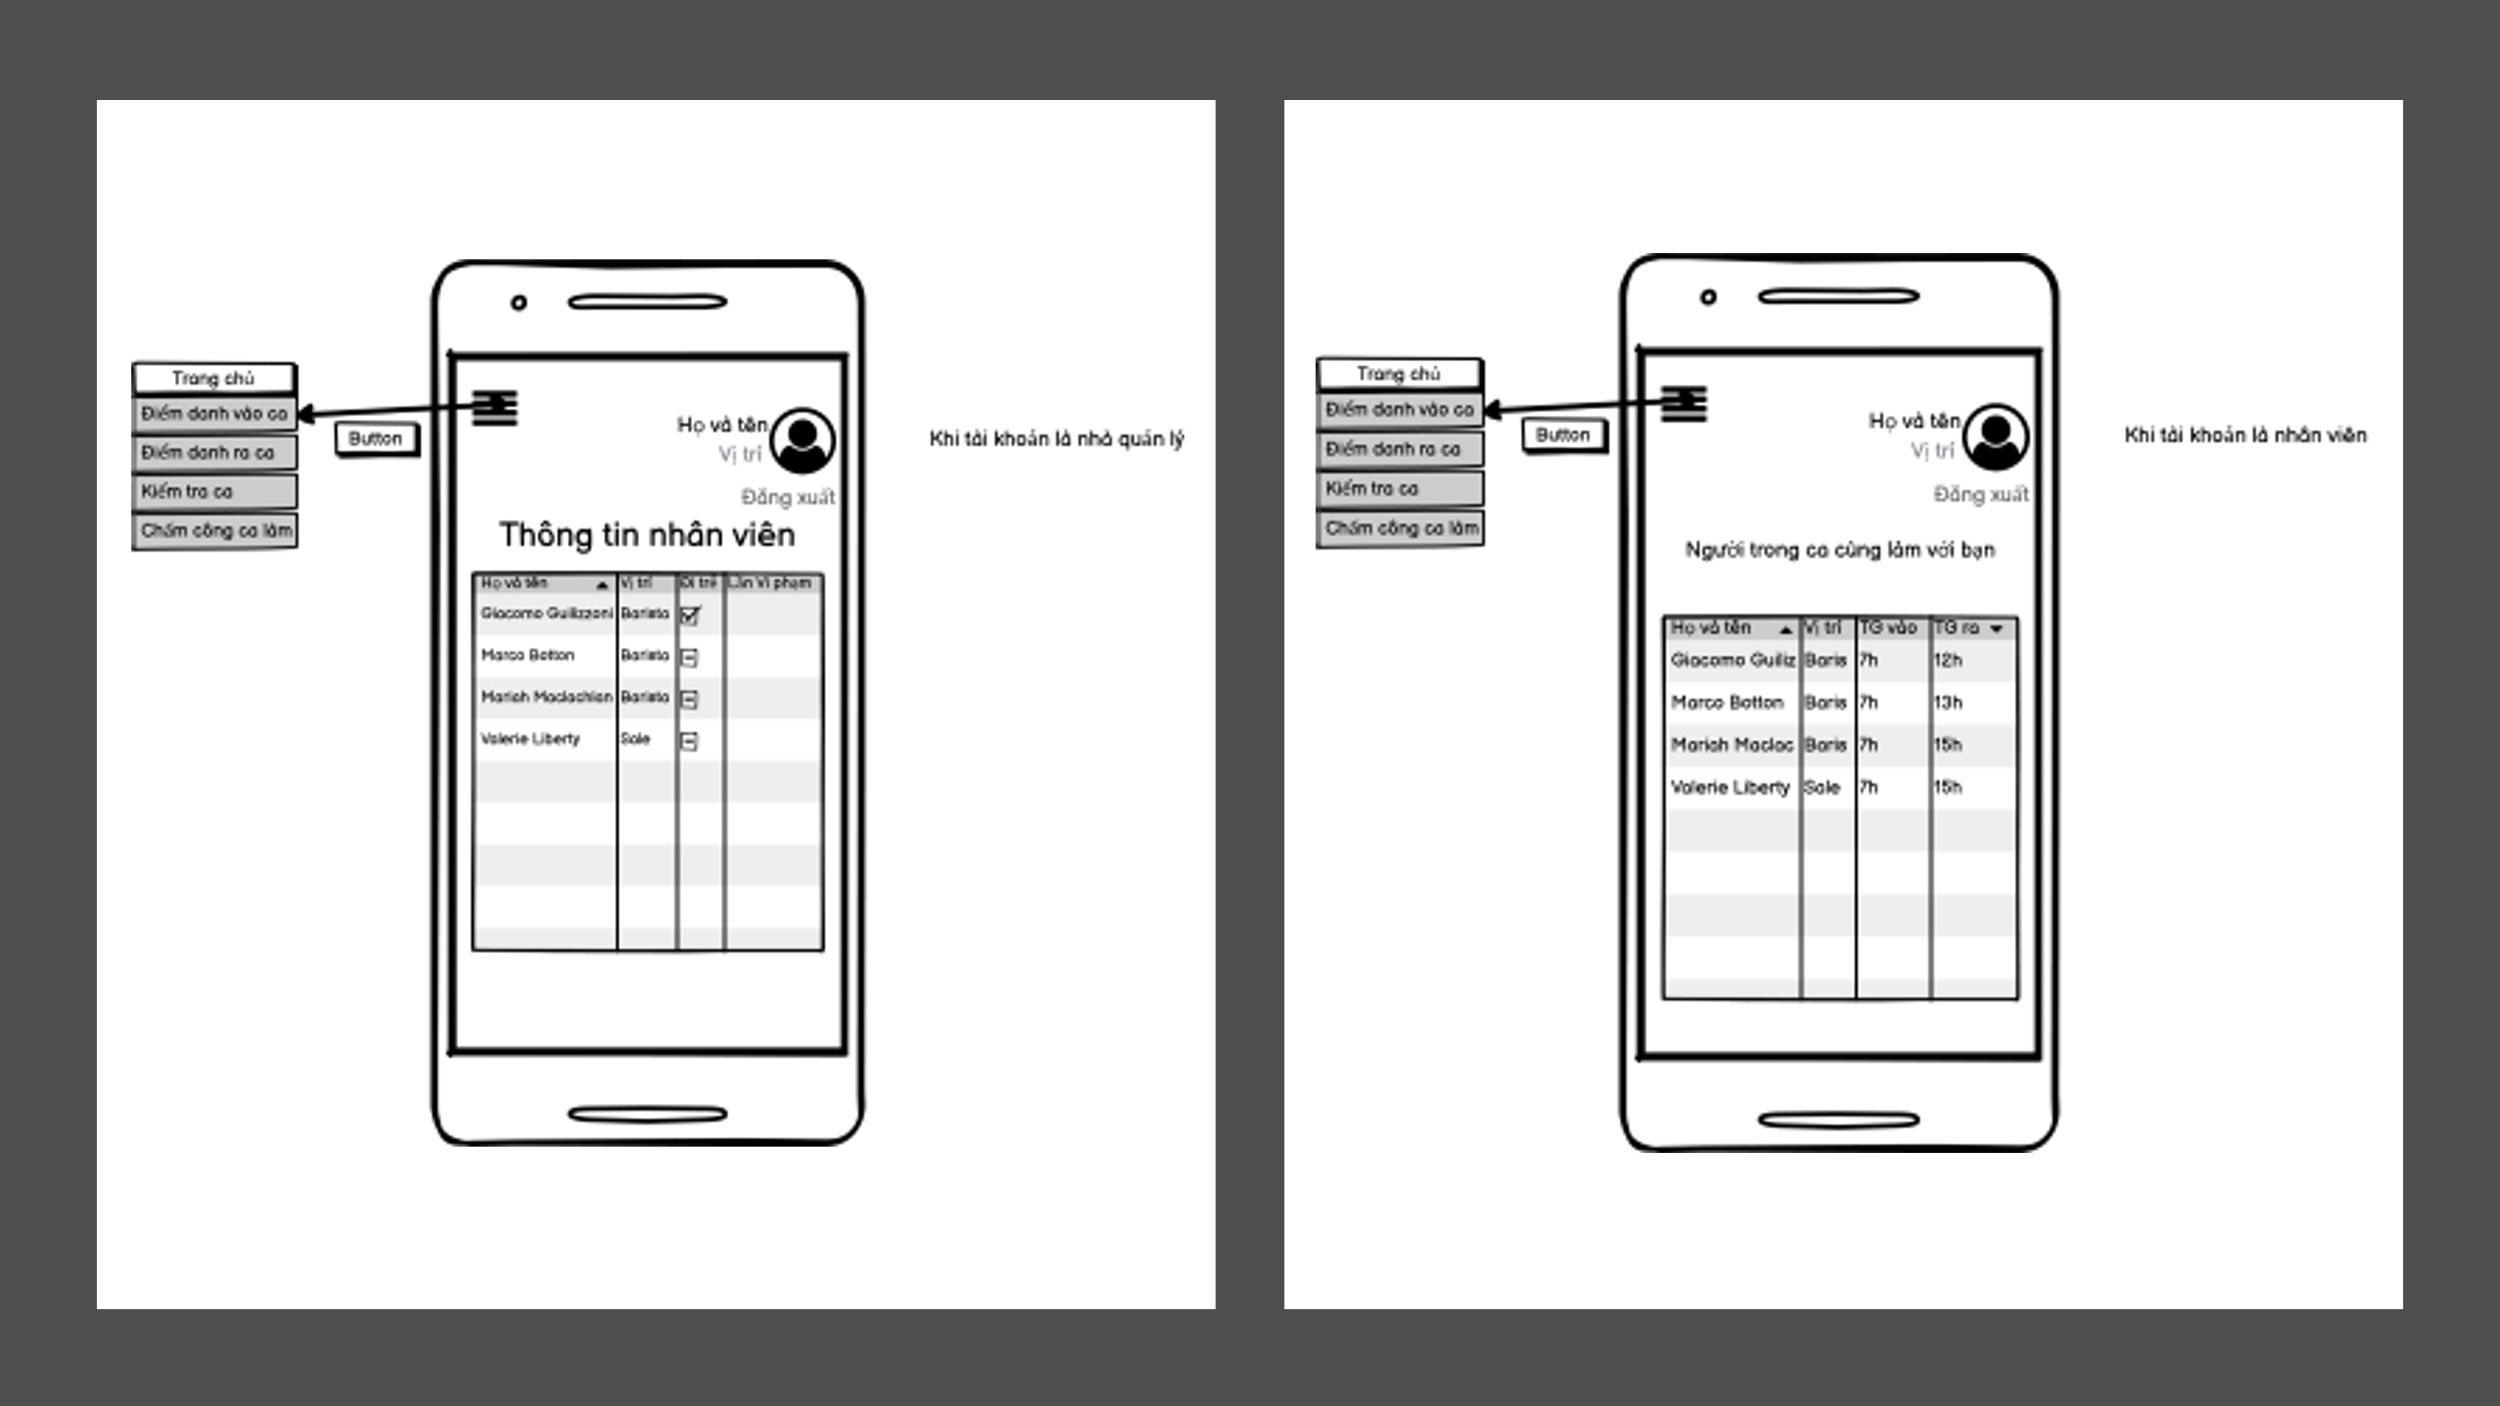 Trang chủ
Điểm danh vào ca
Điểm danh ra ca
Kiểm tra ca
Chấm công ca làm
Button
Họ và tên
Vị trí
Đăng xuất
Thông tin nhân viên
Họ và tên Vị trí Đi trễ Lần Vi phạm
Giacomo Guilizzoni Barista
Marco Botton Barista
Mariah Maclachlan Barista
Valerie Liberty Sale
Khi tài khoản là nhà quản lý
Trang chủ
Điểm danh vào ca
Điểm danh ra ca
Kiểm tra ca
Chấm công ca làm
Button
Họ và tên
Vị trí
Đăng xuất
Người trong ca cùng làm với bạn
Họ và tên Vị trí TG vào TG ra
Giacomo Guiliz Baris 7h 12h
Marco Botton Baris 7h 13h
Mariah Maclac Baris 7h 15h
Valerie Liberty Sale 7h 15h
Khi tài khoản là nhân viên